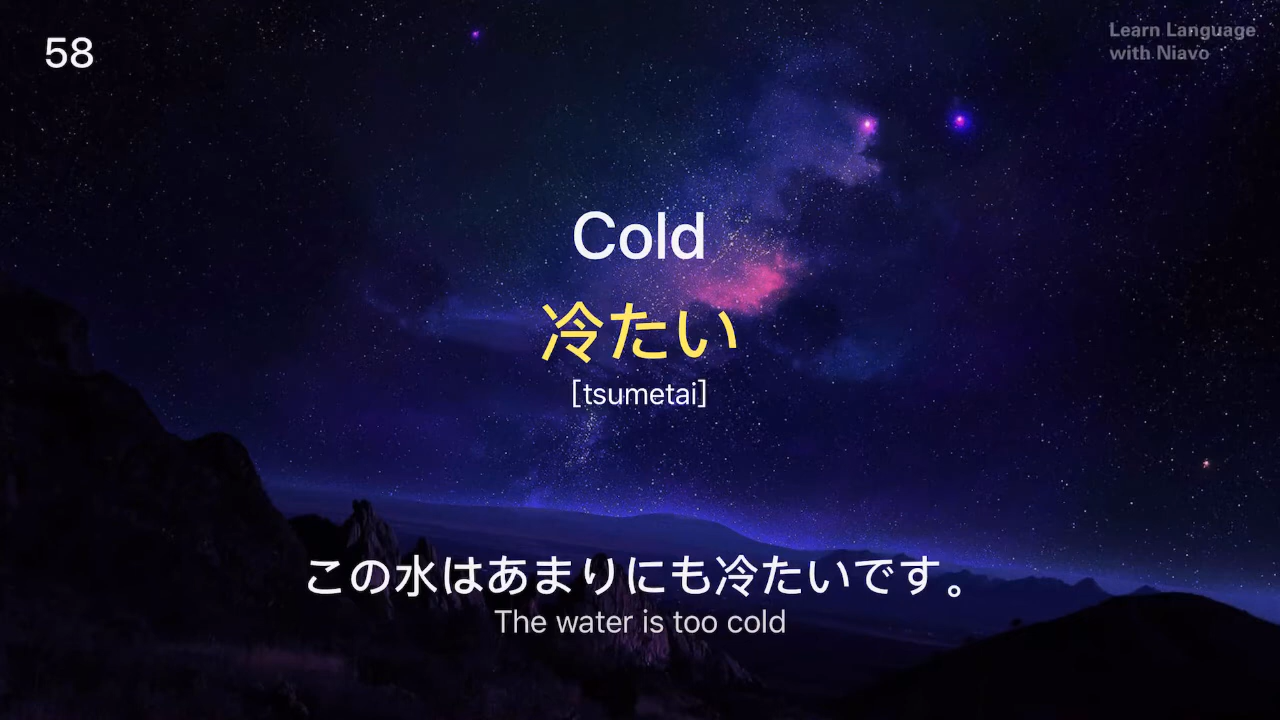 58
Learn Language
with Niavo
Cold
冷たい
[tsumetai]
この水はあまりにも冷たいです。
The water is too cold